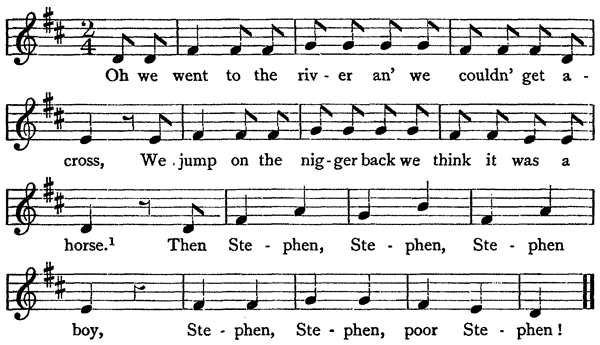 2 4
Oh we went to the riv - er an' we couldn' get a -
cross, We jump on the nig - ger back we think it was a
horse.¹ Then Ste - phen, Ste - phen, Ste - phen
boy, Ste - phen, Ste - phen, poor Ste - phen!